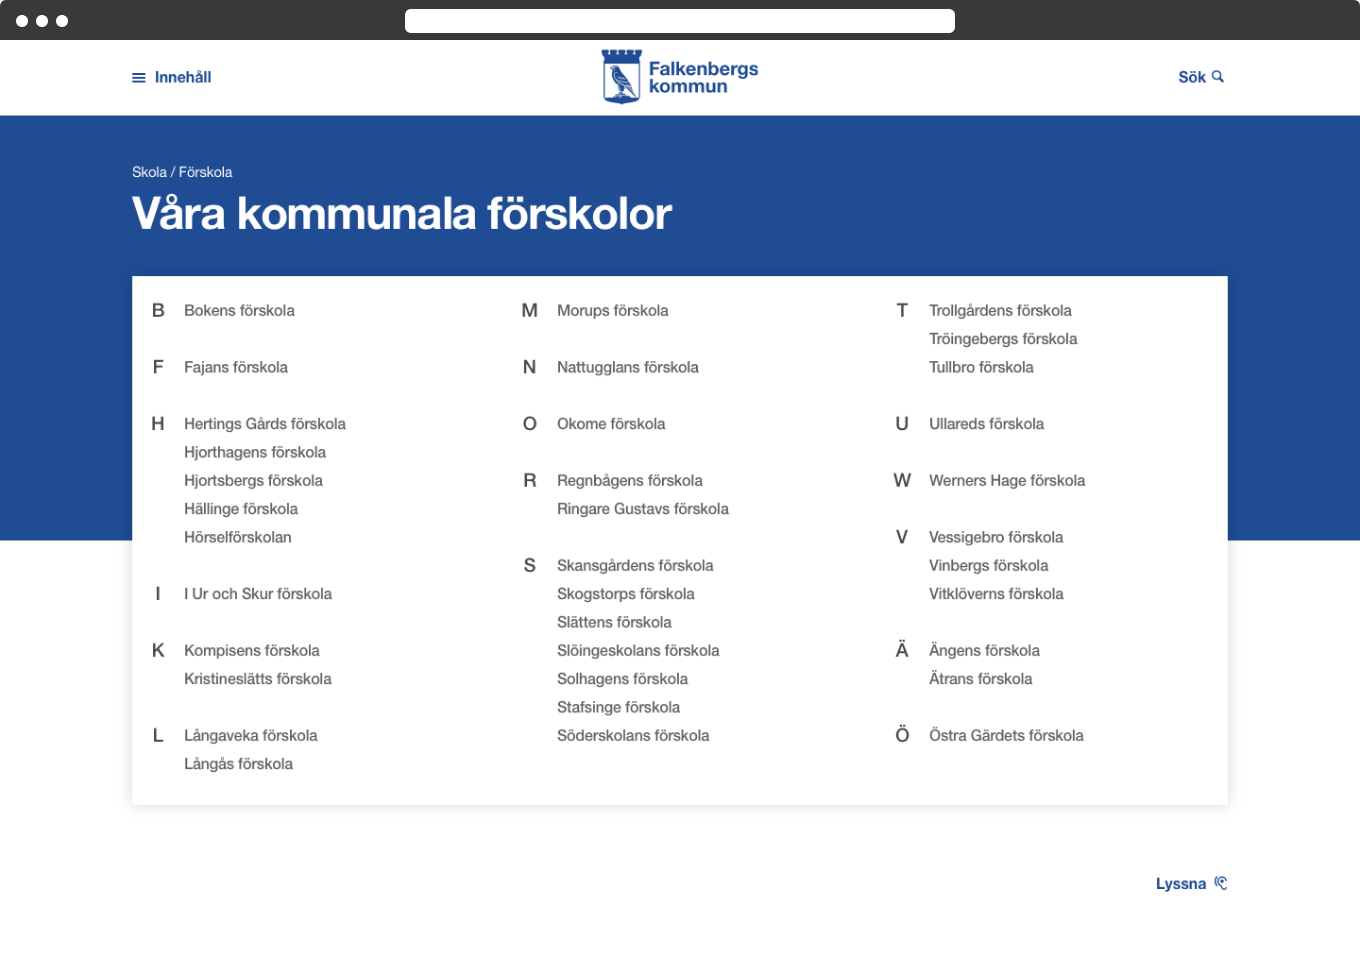 Innehåll
Falkenbergs
kommun
Sök
Skola / Förskola
Våra kommunala förskolor
B Bokens förskola
F Fajans förskola
H Hertings Gårds förskola
Hjorthagens förskola
Hjortsbergs förskola
Hällinge förskola
Hörselförskolan
I I Ur och Skur förskola
K Kompisens förskola
Kristineslätts förskola
L Långaveka förskola
Långås förskola
M Morups förskola
N Nattugglans förskola
O Okome förskola
R Regnbågens förskola
Ringare Gustavs förskola
S Skansgårdens förskola
Skogstorps förskola
Slättens förskola
Slöingeskolans förskola
Solhagens förskola
Stafsinge förskola
Söderskolans förskola
T Trollgårdens förskola
Tröingebergs förskola
Tullbro förskola
U Ullareds förskola
W Werners Hage förskola
V Vessigebro förskola
Vinbergs förskola
Vitklöverns förskola
Ä Ängens förskola
Ätrans förskola
Ö Östra Gärdets förskola
Lyssna